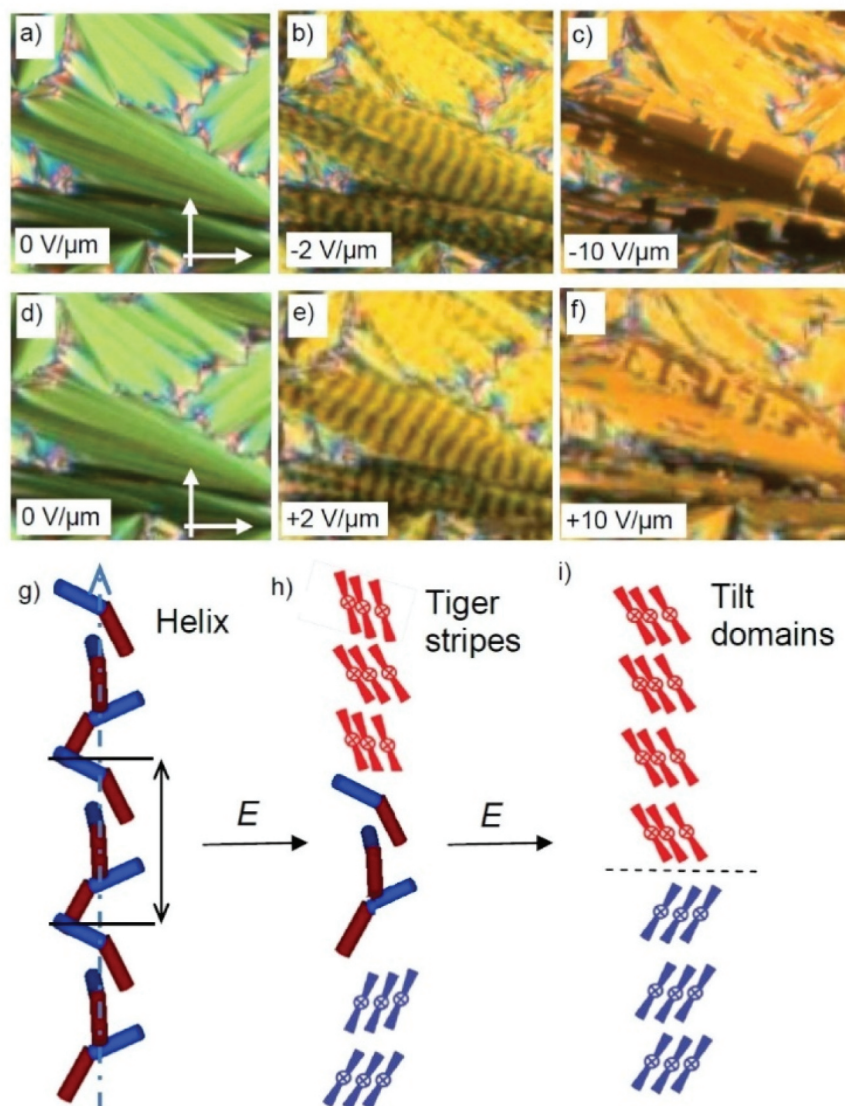 a)
b)
c)
0 V/µm
-2 V/µm
-10 V/µm
d)
e)
f)
0 V/µm
+2 V/µm
+10 V/µm
g)
Helix
h)
Tiger
stripes
i)
Tilt
domains
E
E